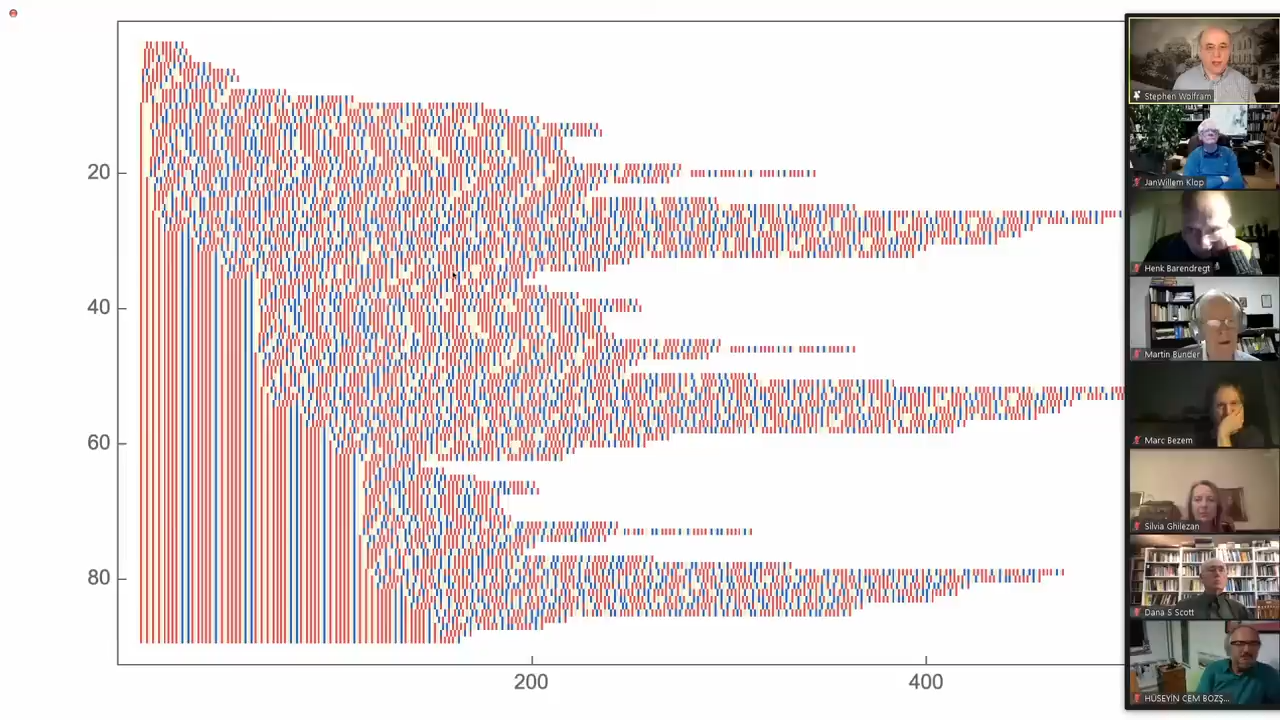 20
40
60
80
200
400
Stephen Wolfram
JanWillem Klop
Henk Barendregt
Martin Bunder
Marc Bezem
Silvia Ghilezan
Dana S Scott
HÜSEYİN CEM BOZŞ...